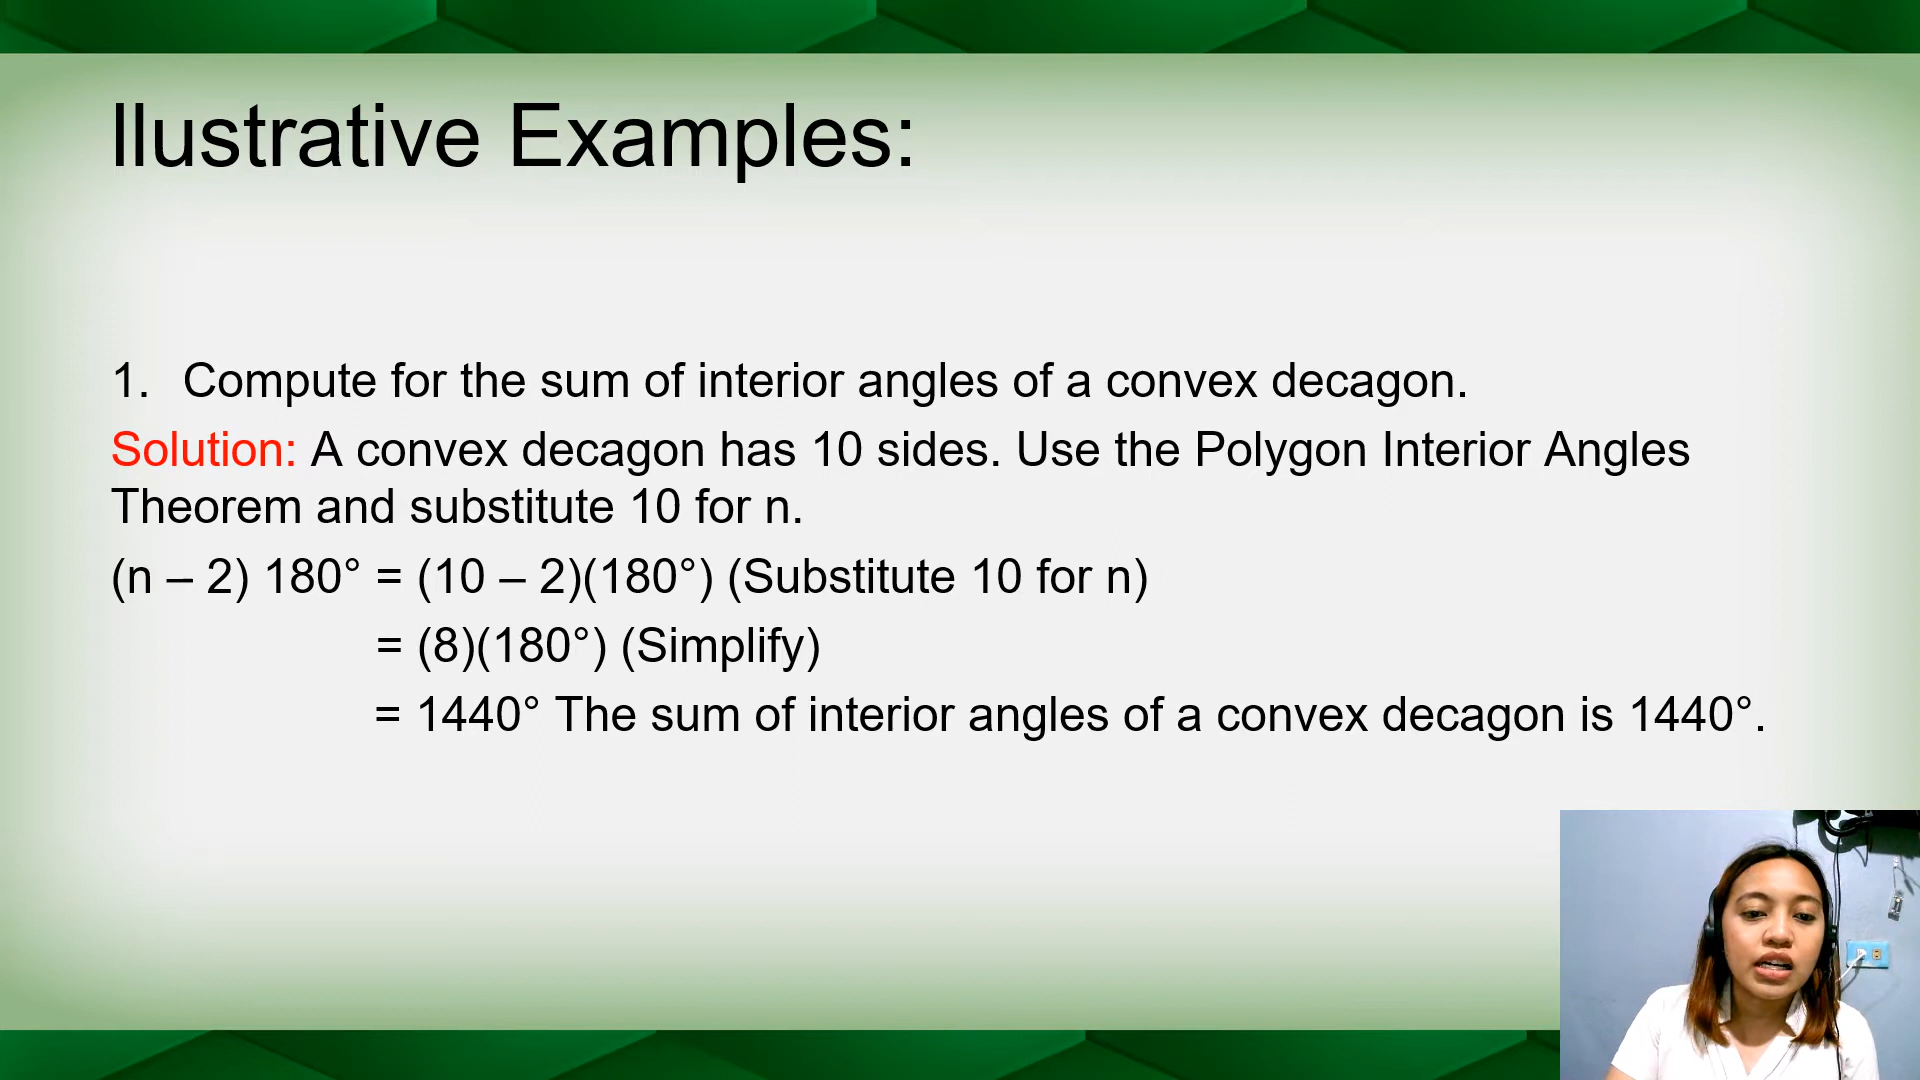 Ilustrative Examples:
1. Compute for the sum of interior angles of a convex decagon.
Solution: A convex decagon has 10 sides. Use the Polygon Interior Angles
Theorem and substitute 10 for n.
(n – 2) 180° = (10 – 2)(180°) (Substitute 10 for n)
= (8)(180°) (Simplify)
= 1440° The sum of interior angles of a convex decagon is 1440°.